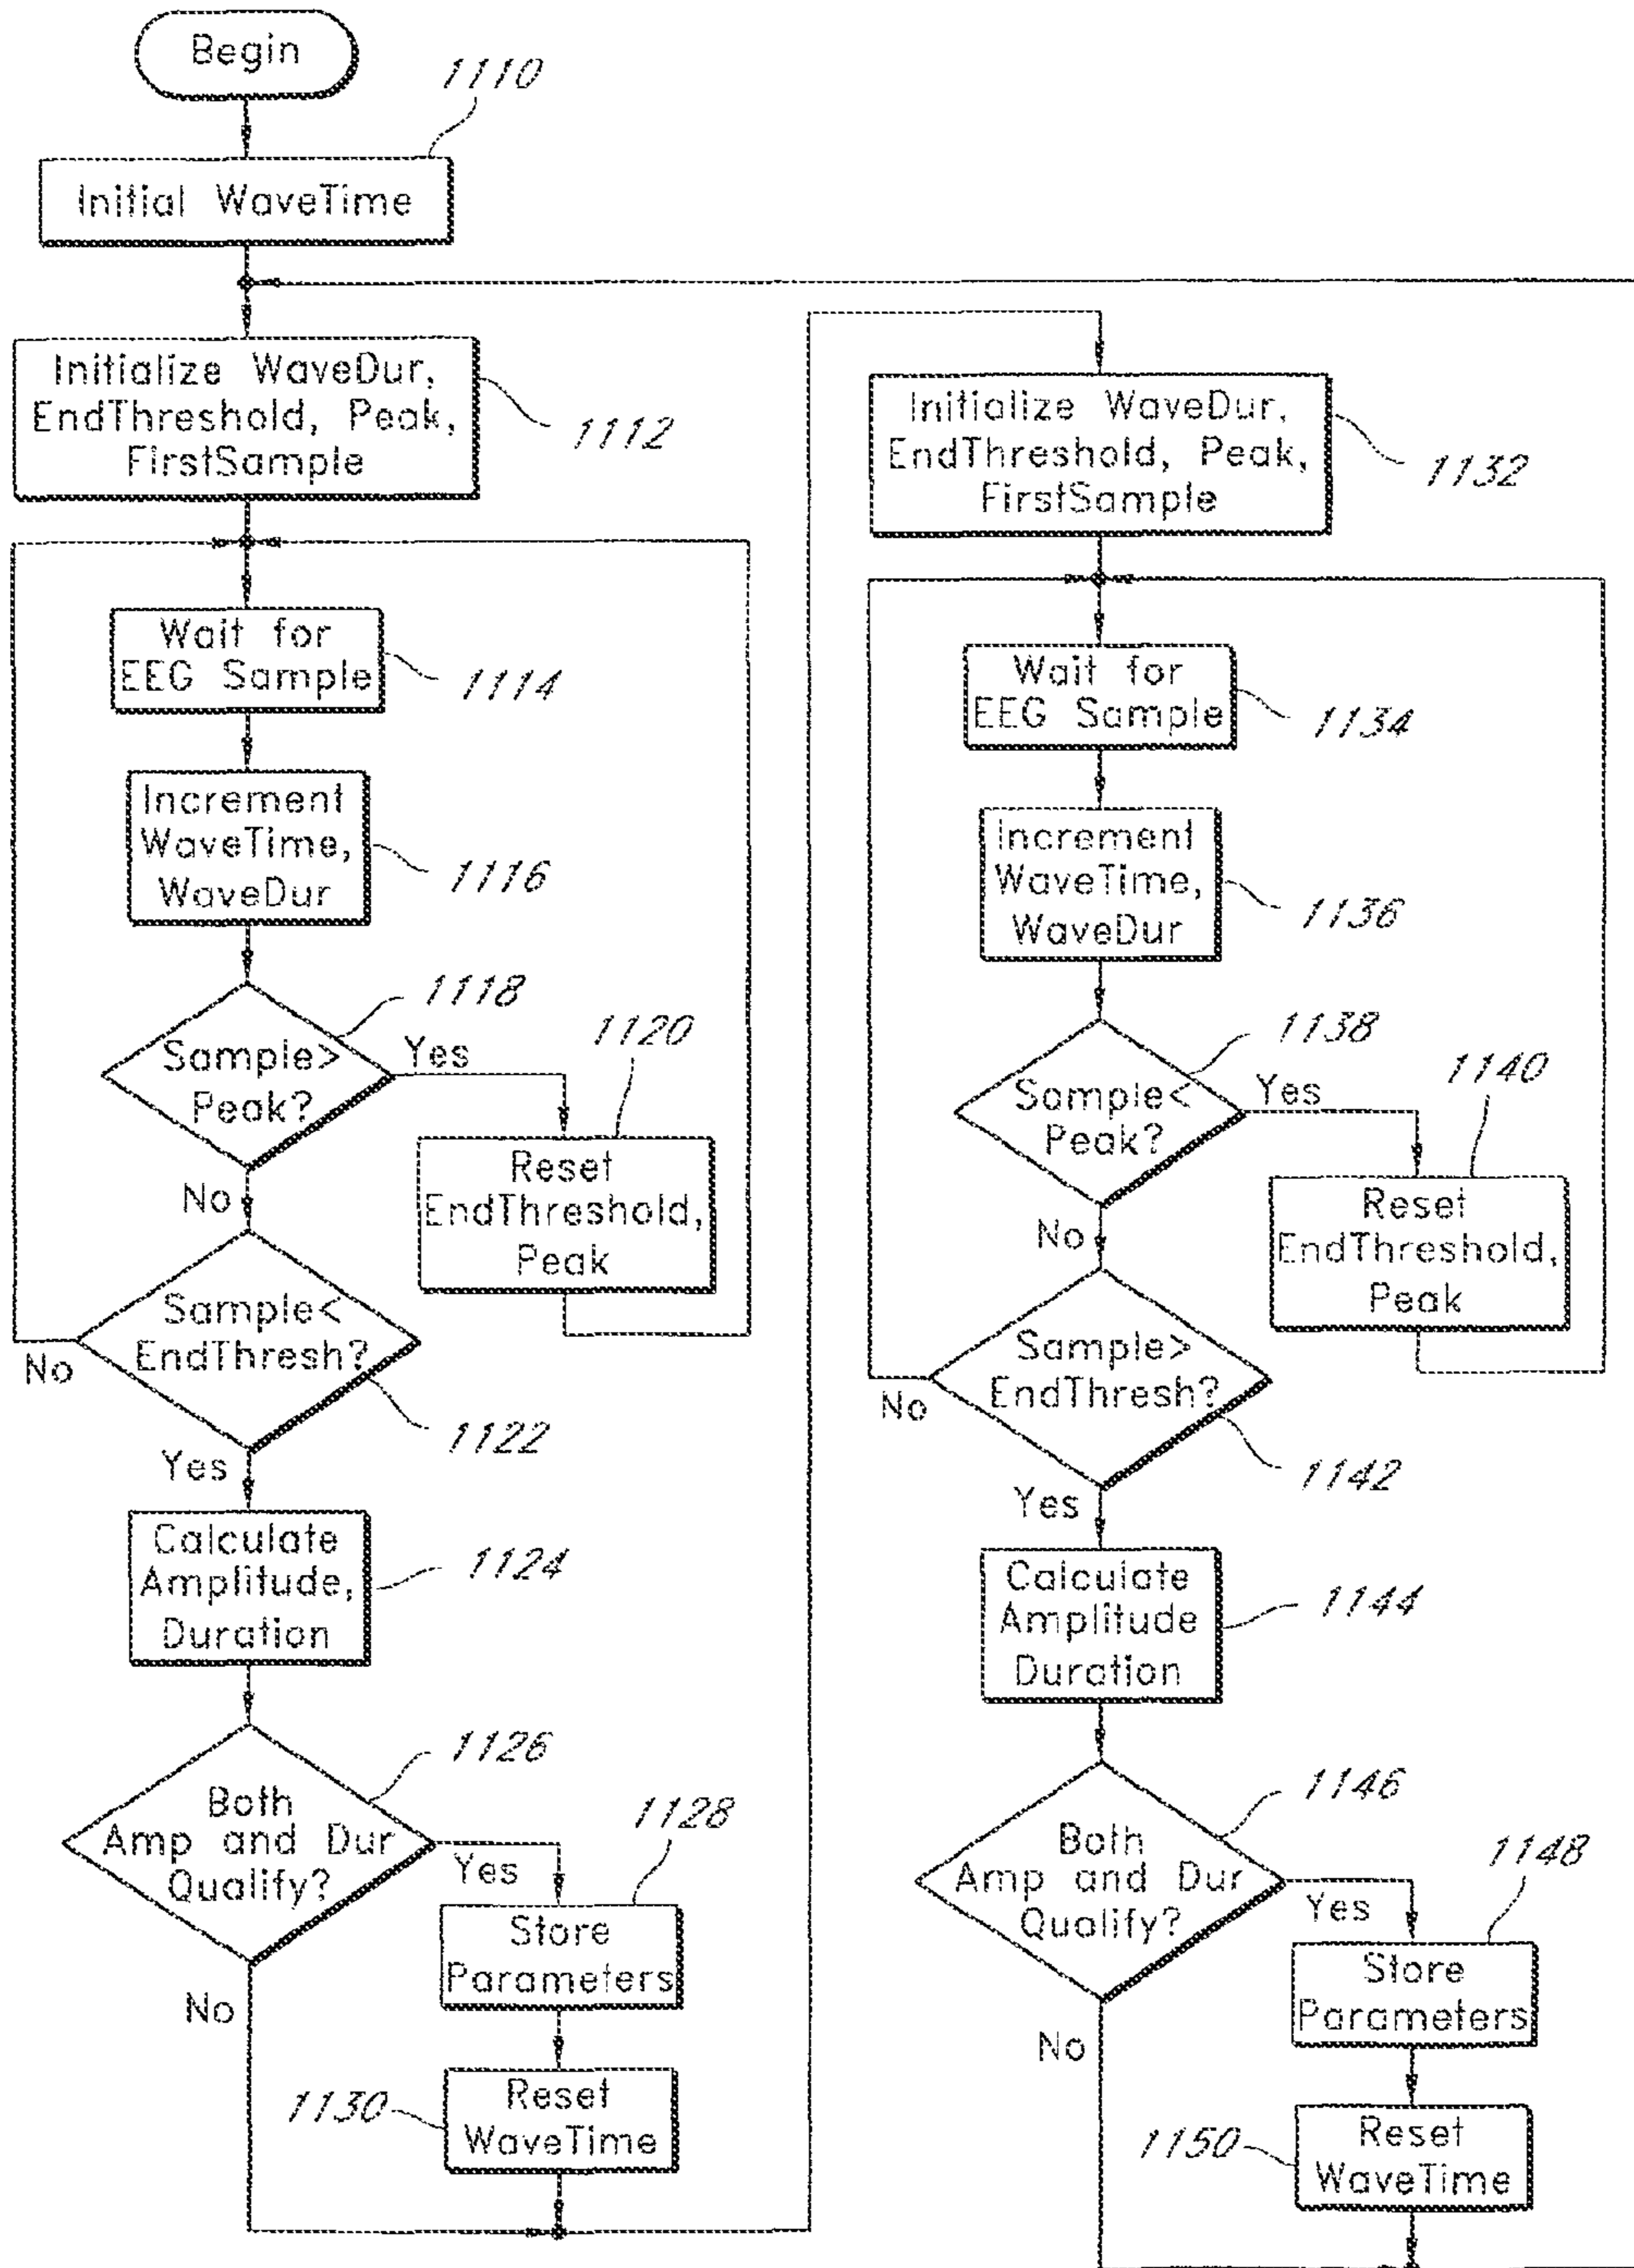 Begin
1110
Initial WaveTime
Initialize WaveDur,
EndThreshold, Peak,
FirstSample
1112
Wait for
EEG Sample
1114
Increment
WaveTime,
WaveDur
1116
1118
Sample>
Peak?
Yes
1120
Reset
EndThreshold,
Peak
No
Sample<
EndThresh?
No
1122
Yes
Calculate
Amplitude,
Duration
1124
1126
Both
Amp and Dur
Qualify?
Yes
1128
Store
Parameters
No
1130
Reset
WaveTime
Initialize WaveDur,
EndThreshold, Peak,
FirstSample
1132
Wait for
EEG Sample
1134
Increment
WaveTime,
WaveDur
1136
1138
Sample<
Peak?
Yes
1140
Reset
EndThreshold,
Peak
No
Sample>
EndThresh?
No
1142
Yes
Calculate
Amplitude
Duration
1144
1146
Both
Amp and Dur
Qualify?
Yes
1148
Store
Parameters
No
1150
Reset
WaveTime